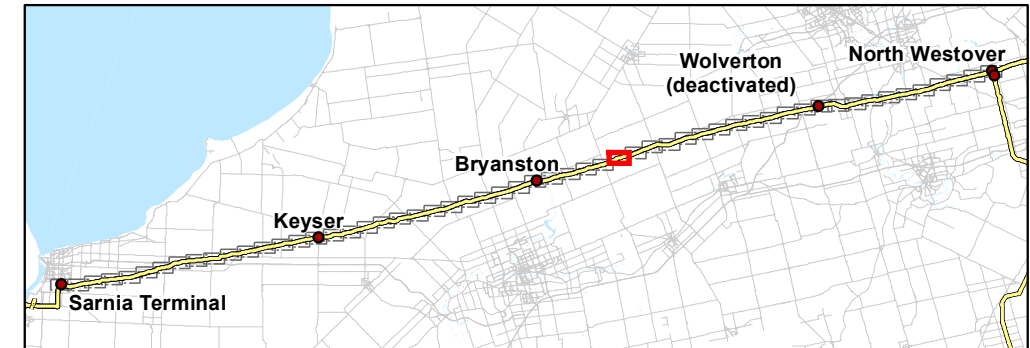 North Westover
Wolverton
(deactivated)
Bryanston
Keyser
Sarnia Terminal